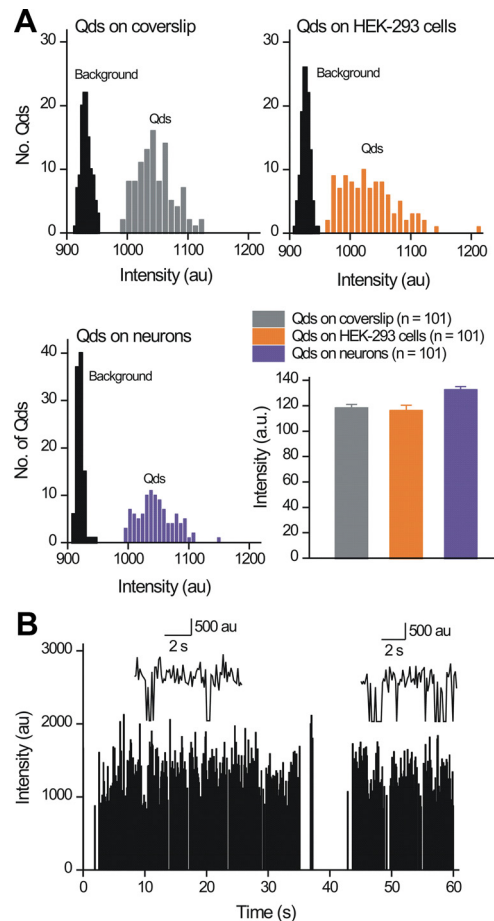 A
Qds on coverslip
30
20
10
0
No. Qds
Background
Qds
900 1000 1100 1200
Intensity (au)
Qds on HEK-293 cells
30
20
10
0
Background
Qds
900 1000 1100 1200
Intensity (au)
Qds on neurons
40
30
20
10
0
No. of Qds
Background
Qds
900 1000 1100 1200
Intensity (au)
Qds on coverslip (n = 101)
Qds on HEK-293 cells (n = 101)
Qds on neurons (n = 101)
140
120
100
80
60
40
20
0
Intensity (a.u.)
B
3000
2000
1000
0
Intensity (au)
500 au
2 s
500 au
2 s
0 10 20 30 40 50 60
Time (s)